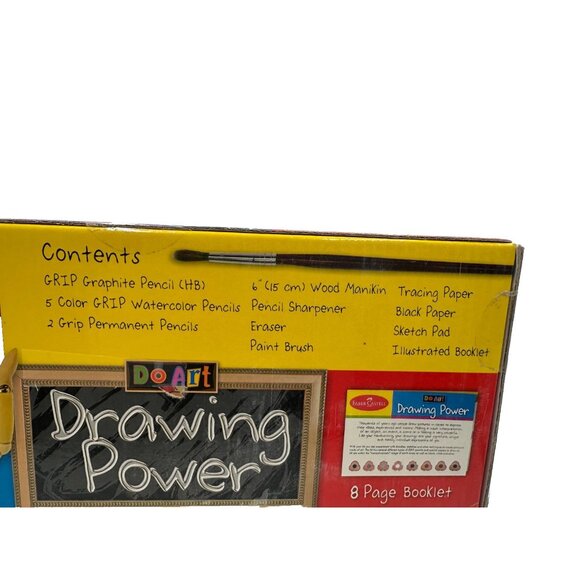 Contents
GRIP Graphite Pencil (HB)
5 Color GRIP Watercolor Pencils
2 Grip Permanent Pencils
6" (15 cm) Wood Manikin
Pencil Sharpener
Eraser
Paint Brush
Tracing Paper
Black Paper
Sketch Pad
Illustrated Booklet
Do Art
Drawing
Power
FABER-CASTELL
Do Art
Drawing Power
8 Page Booklet